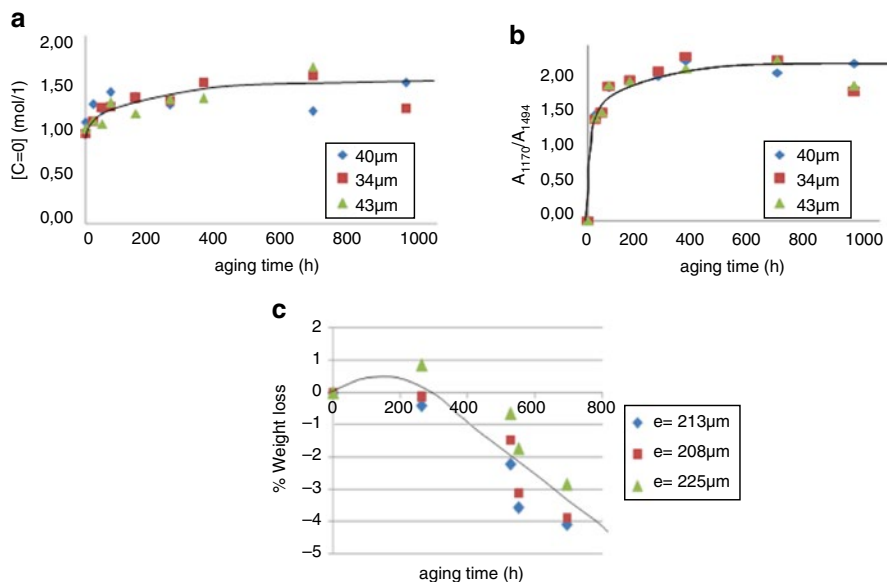 a
2,00
1,50
1,00
0,50
0,00
[C=0] (mol/1)
40µm
34µm
43µm
0 200 400 600 800 1000
aging time (h)
b
2,00
1,50
1,00
0,50
0,00
A1170/A1494
40µm
34µm
43µm
0 200 400 600 800 1000
aging time (h)
c
2
1
0
−1
−2
−3
−4
−5
% Weight loss
0 200 400 600 800
e= 213µm
e= 208µm
e= 225µm
aging time (h)